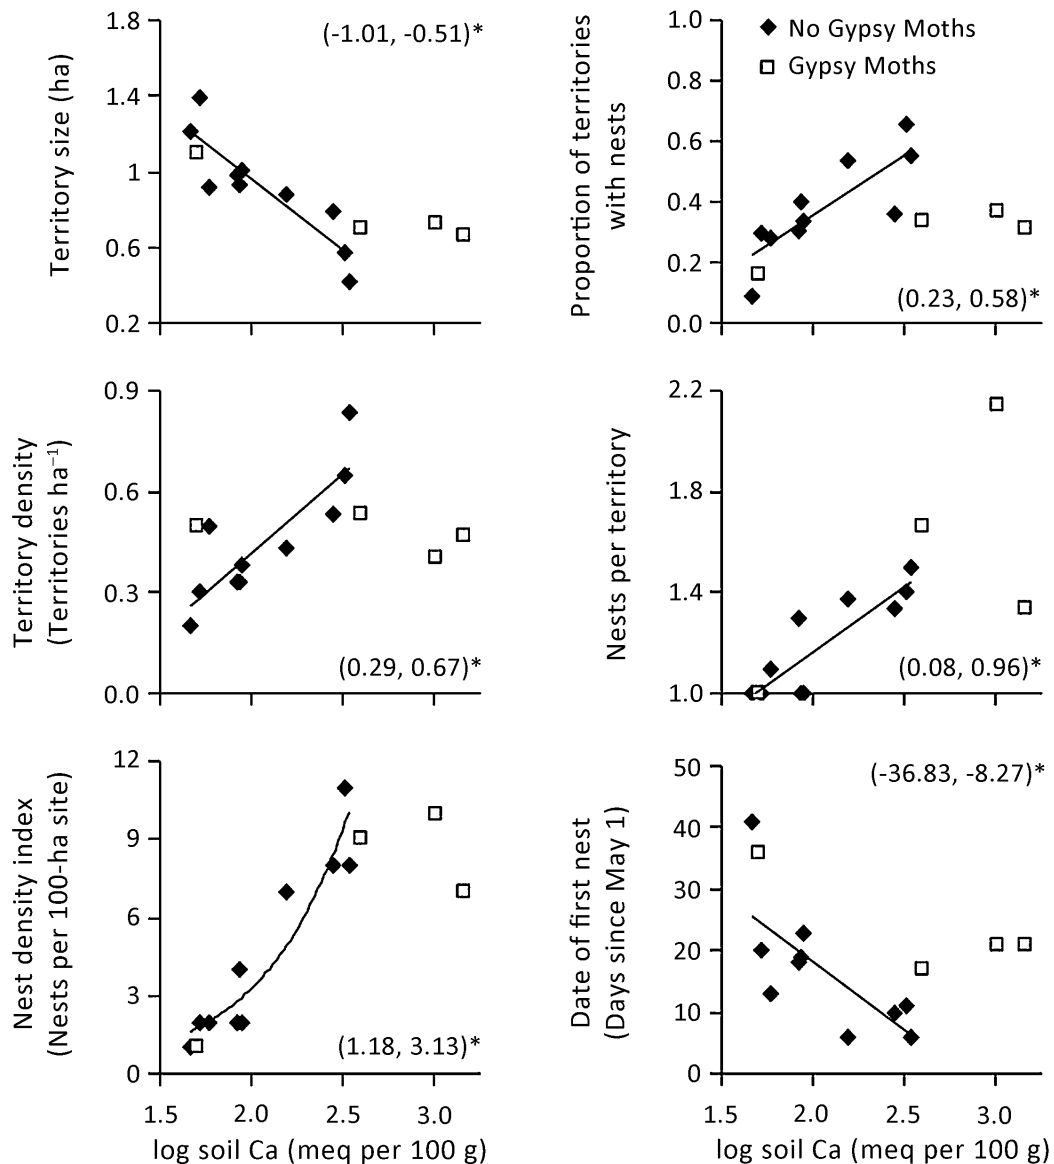 Territory size (ha)
1.8
1.4
1
0.6
0.2
(-1.01, -0.51)*
Proportion of territories
with nests
1.0
0.8
0.6
0.4
0.2
0.0
No Gypsy Moths
Gypsy Moths
(0.23, 0.58)*
Territory density
(Territories ha⁻¹)
0.9
0.6
0.3
0.0
(0.29, 0.67)*
Nests per territory
2.2
1.8
1.4
1.0
(0.08, 0.96)*
Nest density index
(Nests per 100-ha site)
12
9
6
3
0
(1.18, 3.13)*
1.5 2.0 2.5 3.0
log soil Ca (meq per 100 g)
Date of first nest
(Days since May 1)
50
40
30
20
10
0
(-36.83, -8.27)*
1.5 2.0 2.5 3.0
log soil Ca (meq per 100 g)